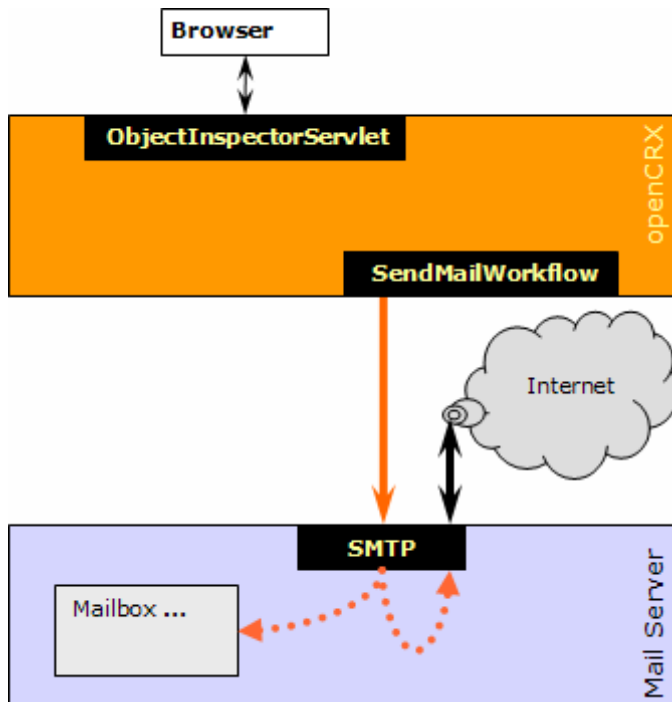 Browser
ObjectInspectorServlet
openCRX
SendMailWorkflow
Internet
SMTP
Mailbox ...
Mail Server